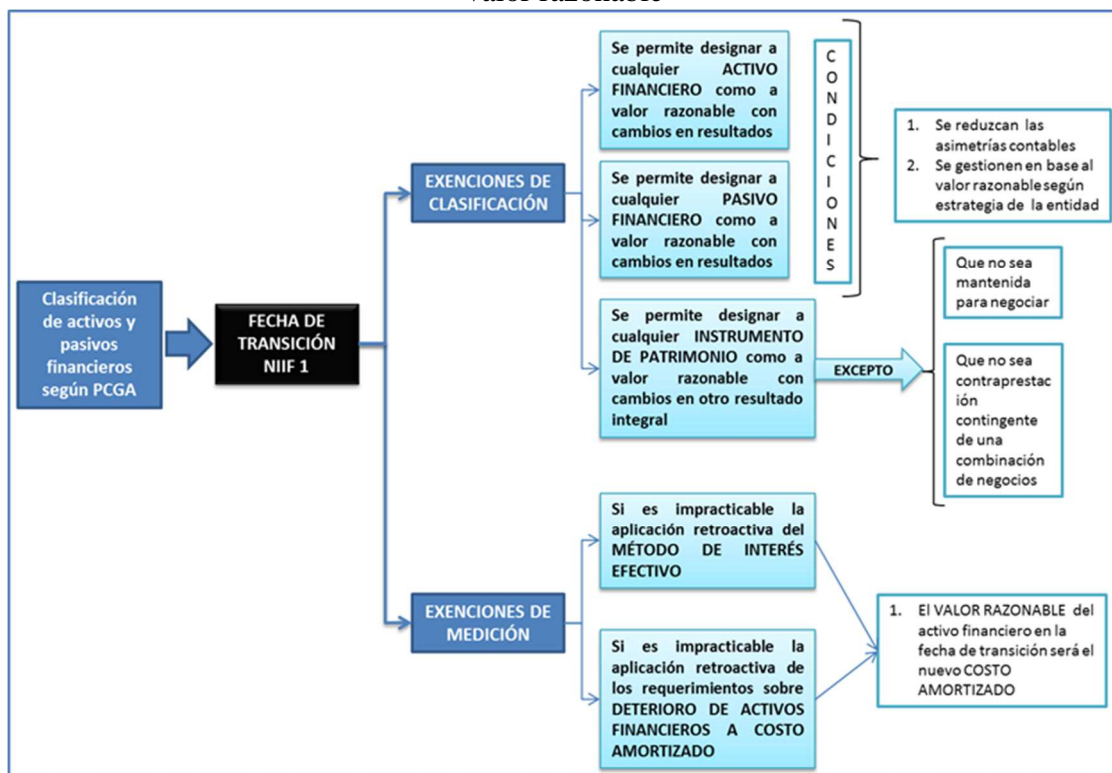 valor razonable
Se permite designar a
cualquier ACTIVO
FINANCIERO como a
valor razonable con
cambios en resultados
C
O
N
D
I
C
I
O
N
E
S
1. Se reduzcan las
asimetrías contables
2. Se gestionen en base al
valor razonable según
estrategia de la entidad
EXENCIONES DE
CLASIFICACIÓN
Se permite designar a
cualquier PASIVO
FINANCIERO como a
valor razonable con
cambios en resultados
Que no sea
mantenida
para negociar
Clasificación
de activos y
pasivos
financieros
según PCGA
FECHA DE
TRANSICIÓN
NIIF 1
Se permite designar a
cualquier INSTRUMENTO
DE PATRIMONIO como a
valor razonable con
cambios en otro resultado
integral
EXCEPTO
Que no sea
contraprestac
ión
contingente
de una
combinación
de negocios
Si es impracticable la
aplicación retroactiva del
MÉTODO DE INTERÉS
EFECTIVO
EXENCIONES DE
MEDICIÓN
1. El VALOR RAZONABLE del
activo financiero en la
fecha de transición será el
nuevo COSTO
AMORTIZADO
Si es impracticable la
aplicación retroactiva de
los requerimientos sobre
DETERIORO DE ACTIVOS
FINANCIEROS A COSTO
AMORTIZADO